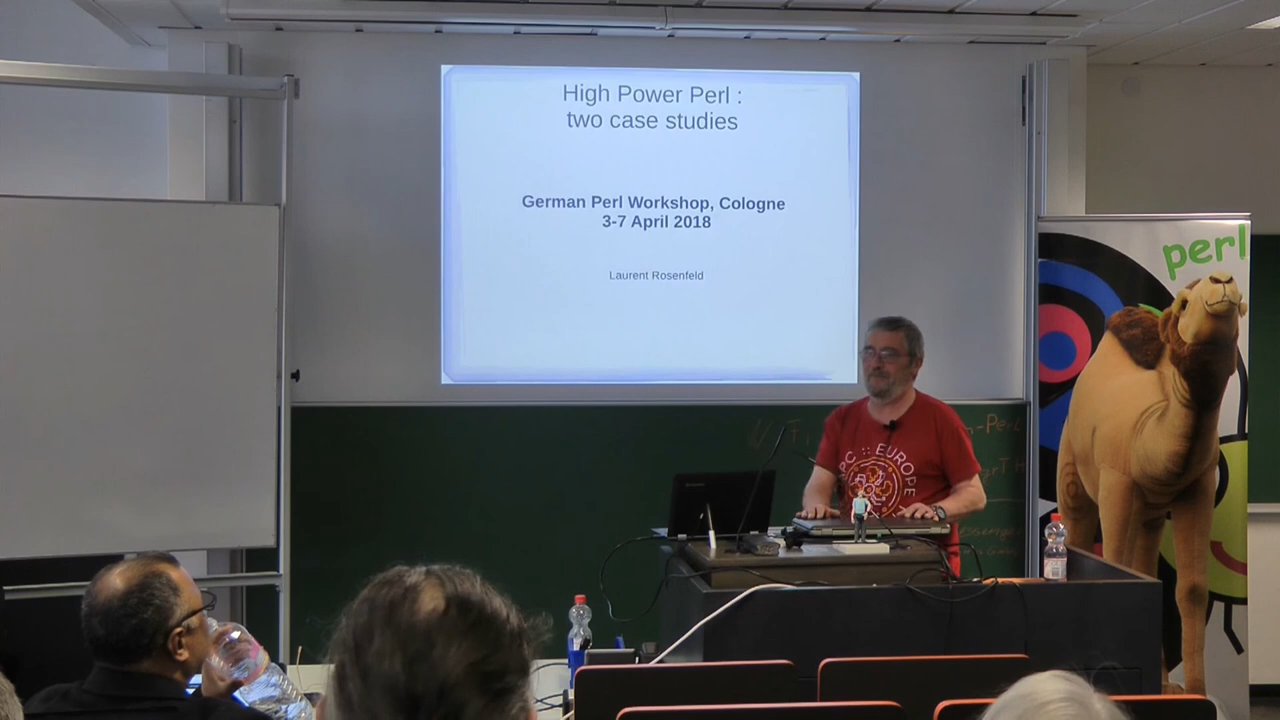 High Power Perl :
two case studies
German Perl Workshop, Cologne
3-7 April 2018
Laurent Rosenfeld
perl
:: EUROPE